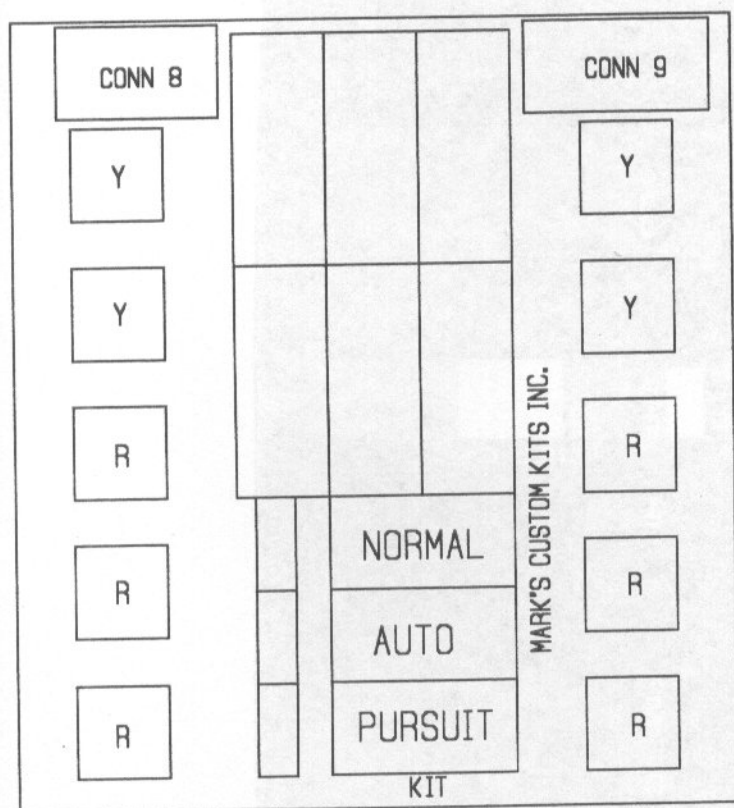 CONN 8
CONN 9
Y
Y
Y
Y
R
R
R
R
R
R
NORMAL
AUTO
PURSUIT
MARK'S CUSTOM KITS INC.
KIT